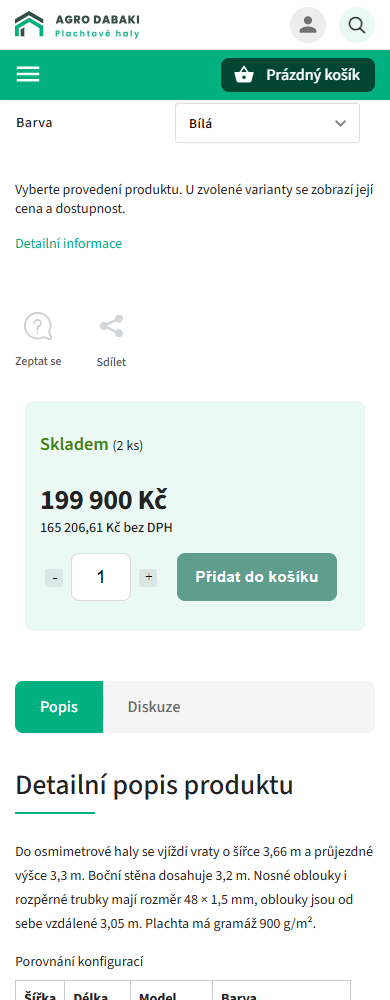 AGRO DABAKI
Plachtové haly
Prázdný košík
Barva
Bílá
Vyberte provedení produktu. U zvolené varianty se zobrazí její
cena a dostupnost.
Detailní informace
Zeptat se
Sdílet
Skladem (2 ks)
199 900 Kč
165 206,61 Kč bez DPH
-
1
+
Přidat do košíku
Popis
Diskuze
Detailní popis produktu
Do osmimetrové haly se vjíždí vraty o šířce 3,66 m a průjezdné
výšce 3,3 m. Boční stěna dosahuje 3,2 m. Nosné oblouky i
rozpěrné trubky mají rozměr 48 × 1,5 mm, oblouky jsou od
sebe vzdálené 3,05 m. Plachta má gramáž 900 g/m².
Porovnání konfigurací
Šířka Délka Model Barva